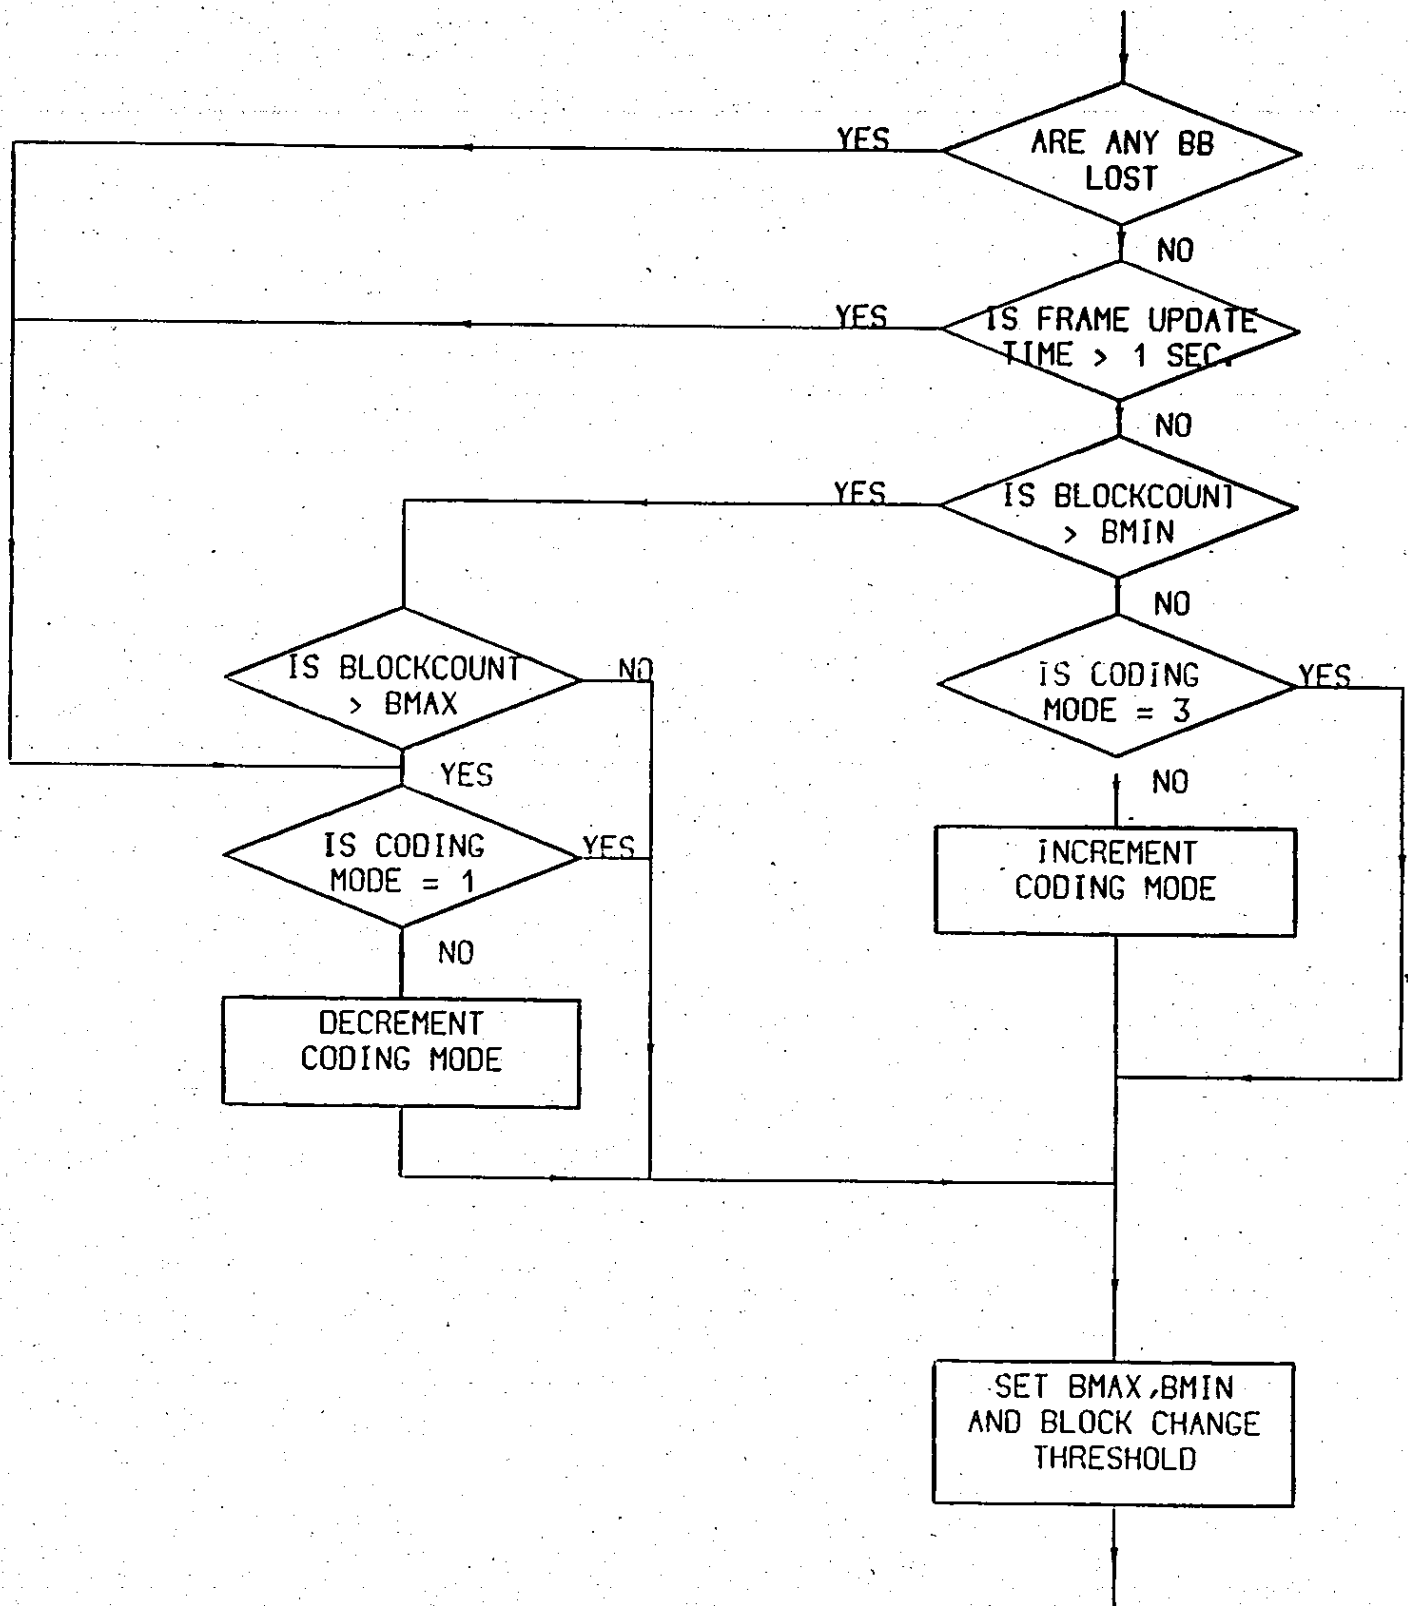 ARE ANY BB
LOST
YES
NO
IS FRAME UPDATE
TIME > 1 SEC.
YES
NO
IS BLOCKCOUNT
> BMIN
YES
NO
IS BLOCKCOUNT
> BMAX
NO
YES
IS CODING
MODE = 3
YES
NO
IS CODING
MODE = 1
YES
NO
INCREMENT
CODING MODE
DECREMENT
CODING MODE
SET BMAX,BMIN
AND BLOCK CHANGE
THRESHOLD